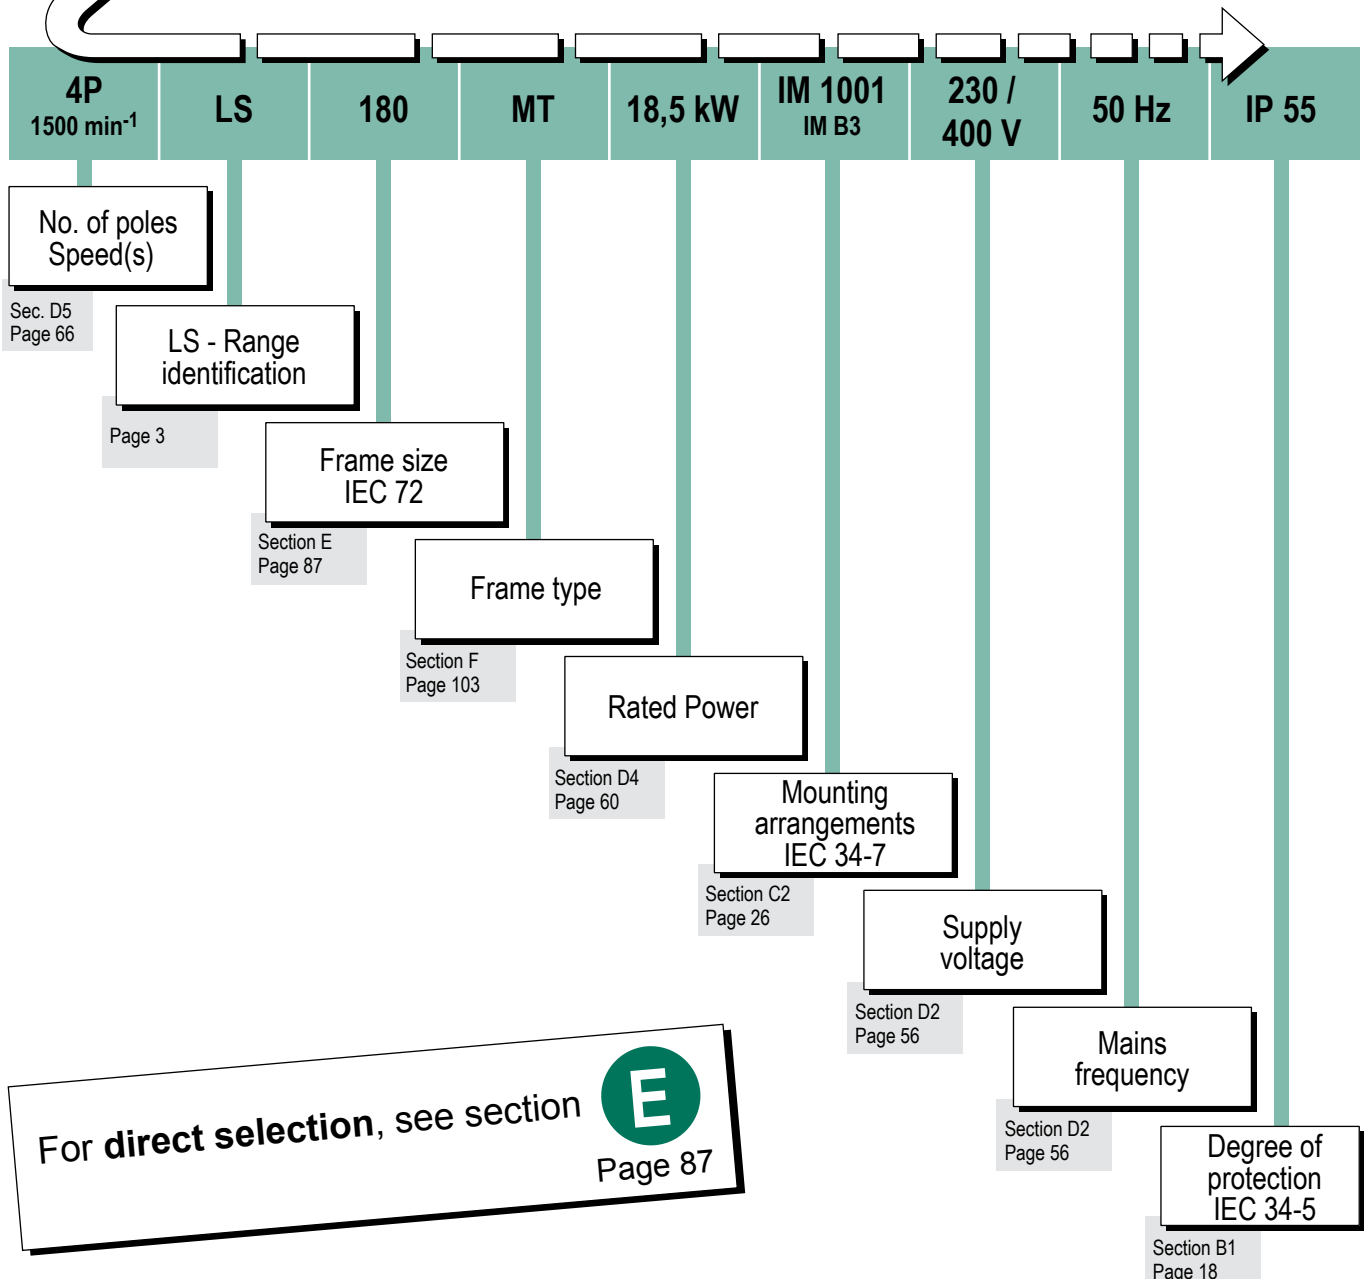 4P
1500 min-1
LS
180
MT
18,5 kW
IM 1001
IM B3
230 /
400 V
50 Hz
IP 55
No. of poles
Speed(s)
Sec. D5
Page 66
LS - Range
identification
Page 3
Frame size
IEC 72
Section E
Page 87
Frame type
Section F
Page 103
Rated Power
Section D4
Page 60
Mounting
arrangements
IEC 34-7
Section C2
Page 26
Supply
voltage
Section D2
Page 56
Mains
frequency
Section D2
Page 56
Degree of
protection
IEC 34-5
Section B1
Page 18
For direct selection, see section E
Page 87